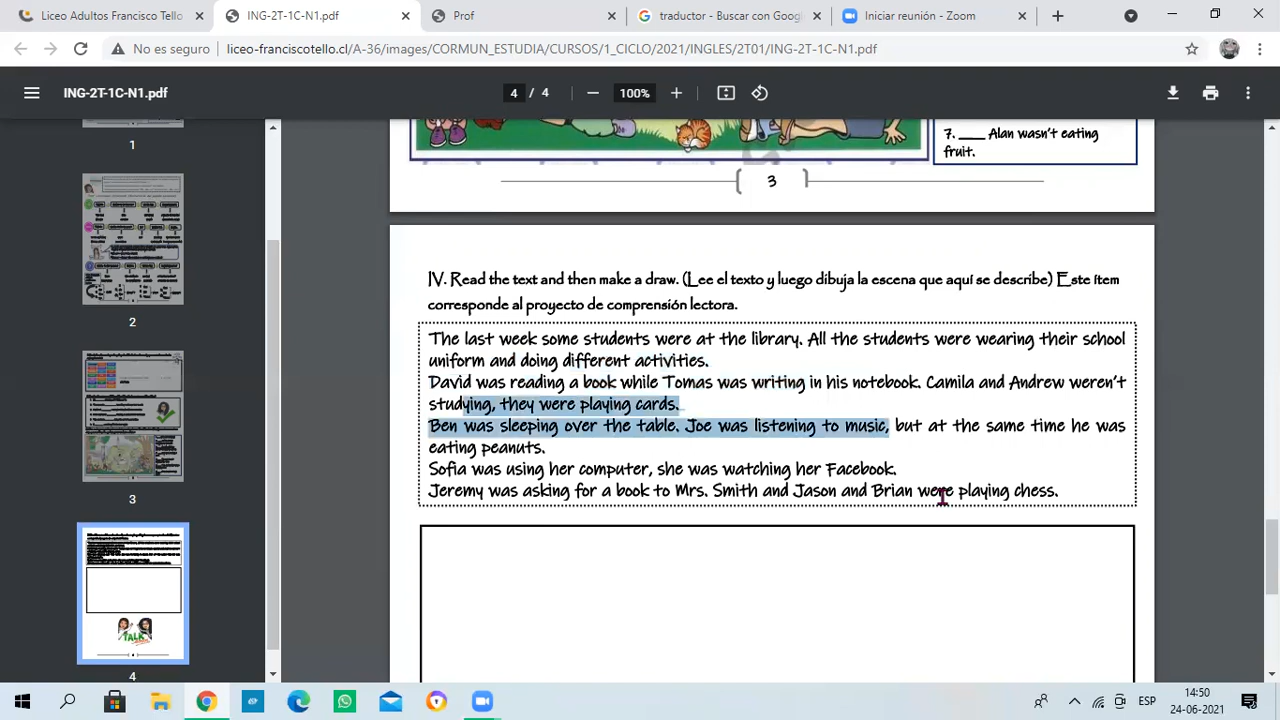 Liceo Adultos Francisco Tello
ING-2T-1C-N1.pdf
Prof
traductor - Buscar con Goog
Iniciar reunión - Zoom
No es seguro
liceo-franciscotello.cl/A-36/images/CORMUN_ESTUDIA/CURSOS/1_CICLO/2021/INGLES/2T01/ING-2T-1C-N1.pdf
ING-2T-1C-N1.pdf
4 / 4
100%
1
2
3
4
7. ____ Alan wasn't eating
fruit.
3
IV. Read the text and then make a draw. (Lee el texto y luego dibuja la escena que aquí se describe) Este ítem
corresponde al proyecto de comprensión lectora.
The last week some students were at the library. All the students were wearing their school
uniform and doing different activities.
David was reading a book while Tomas was writing in his notebook. Camila and Andrew weren't
studying, they were playing cards.
Ben was sleeping over the table. Joe was listening to music, but at the same time he was
eating peanuts.
Sofia was using her computer, she was watching her Facebook.
Jeremy was asking for a book to Mrs. Smith and Jason and Brian were playing chess.
TALK
ESP
14:50
24-06-2021